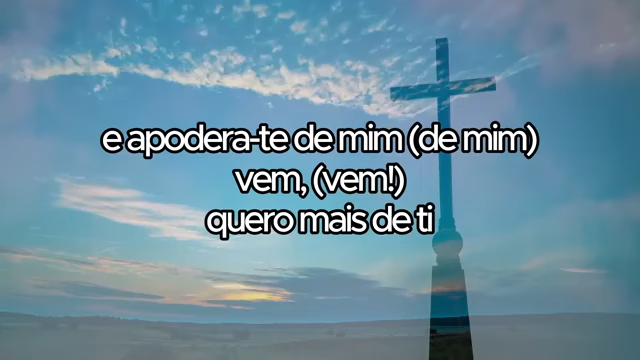 e apodera-te de mim (de mim)
vem, (vem!)
quero mais de ti